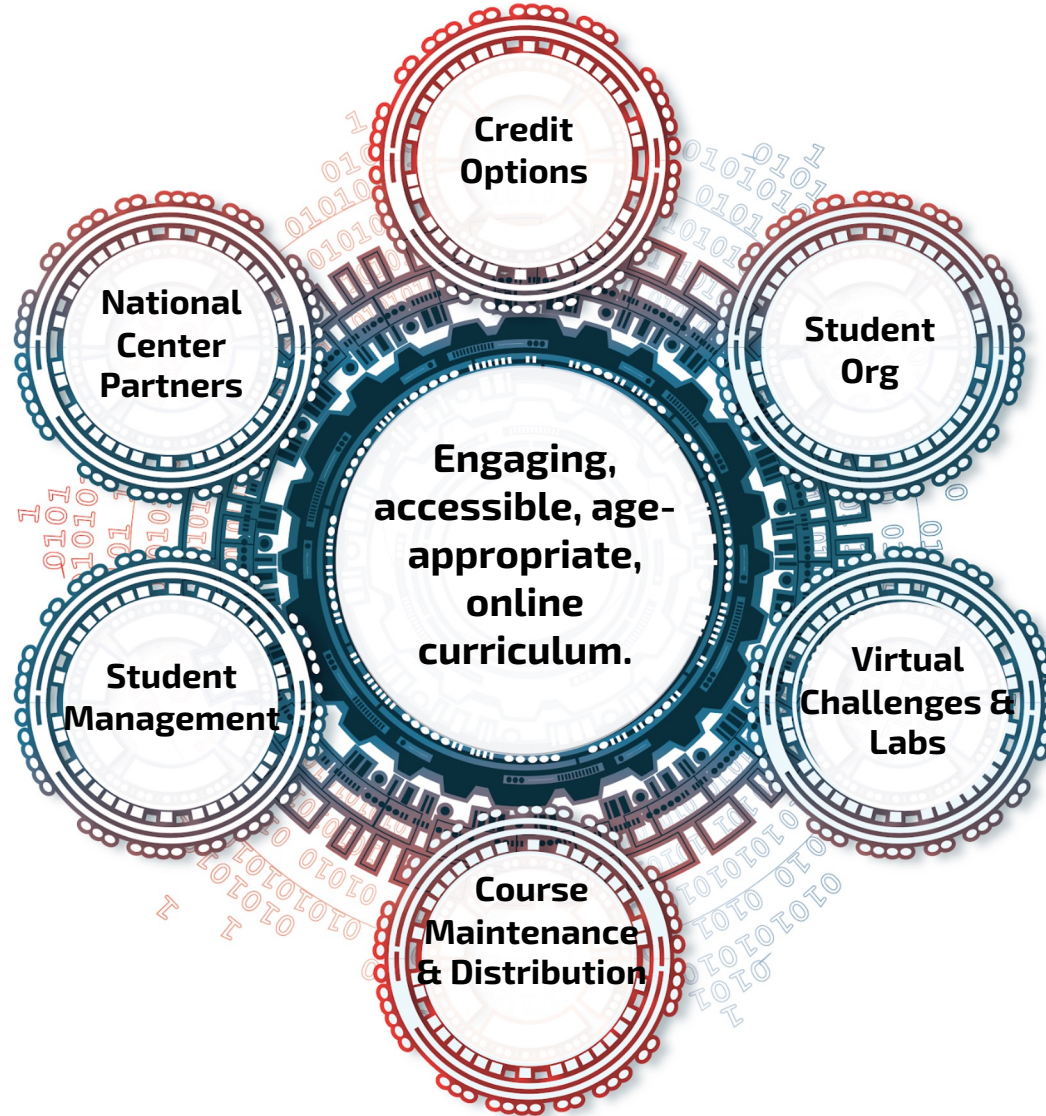 Credit
Options
National
Center
Partners
Student
Org
Engaging,
accessible, age-
appropriate,
online
curriculum.
Student
Management
Virtual
Challenges &
Labs
Course
Maintenance
& Distribution